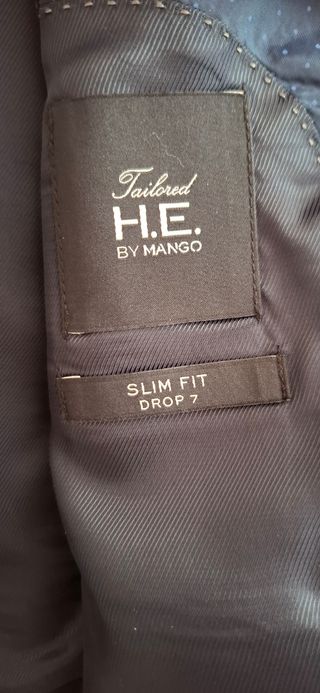 Tailored
H.E.
BY MANGO
SLIM FIT
DROP 7